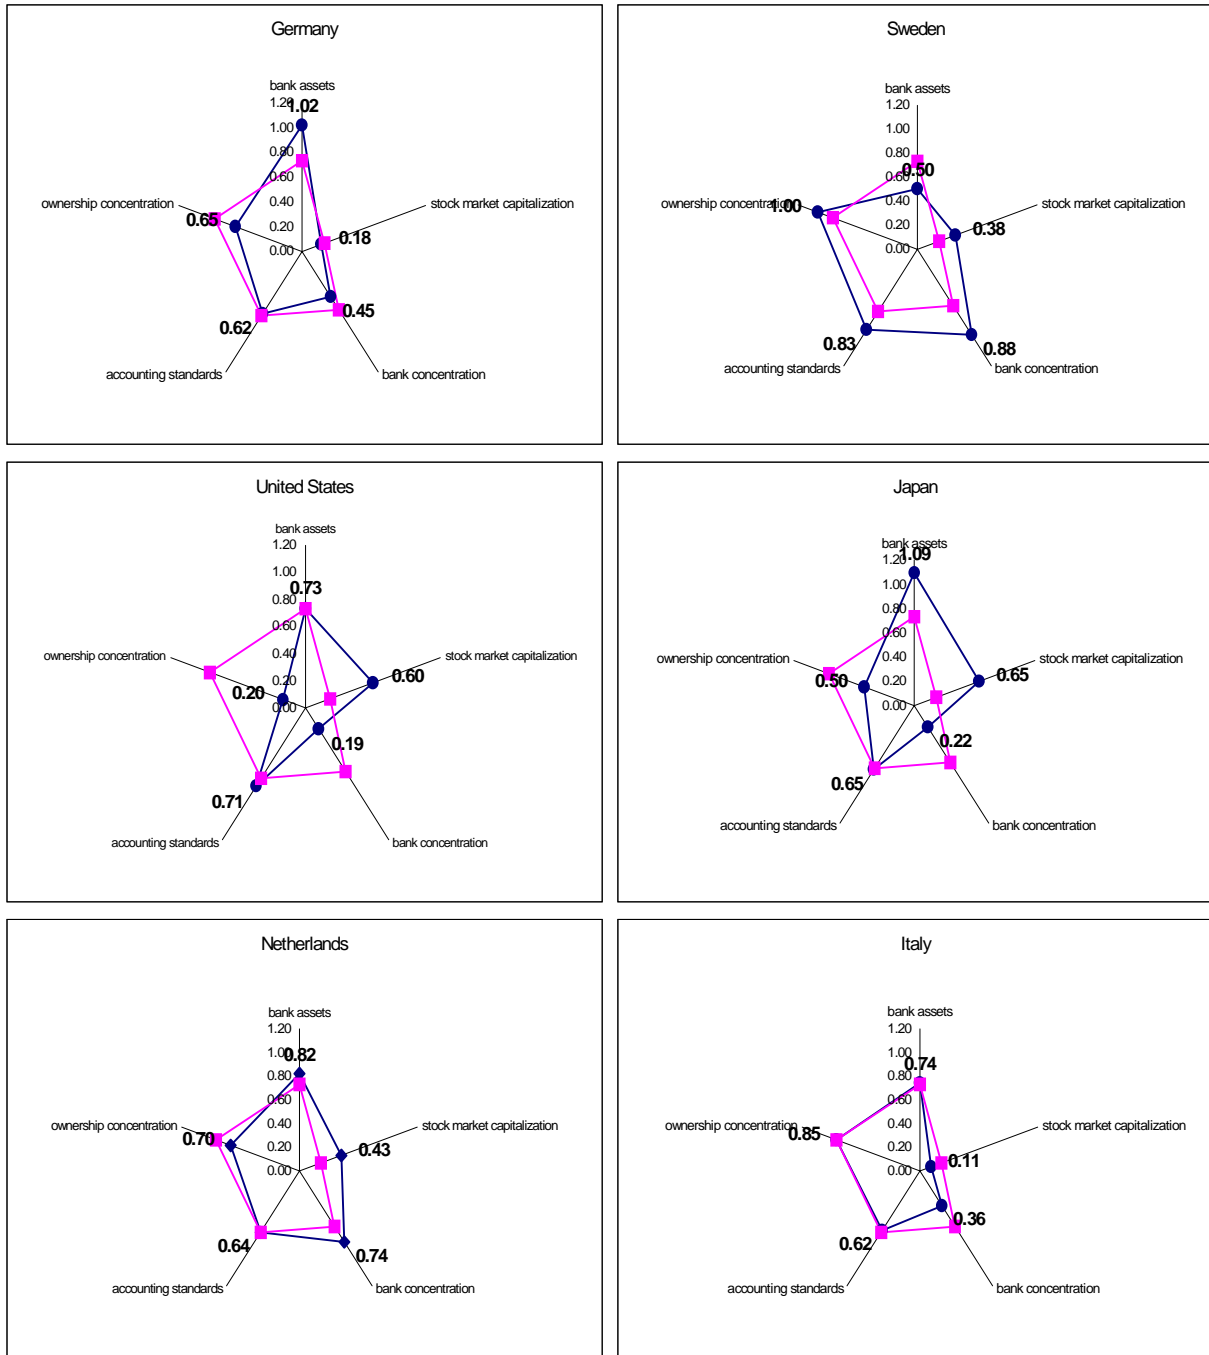 Germany
bank assets
1.20
1.02
1.00
0.80
0.60
ownership concentration
0.65
0.40
0.20
0.00
stock market capitalization
0.18
0.45
0.62
accounting standards
bank concentration
Sweden
bank assets
1.20
1.00
0.80
0.60
0.50
0.40
0.20
0.00
ownership concentration
1.00
stock market capitalization
0.38
0.83
0.88
accounting standards
bank concentration
United States
bank assets
1.20
1.00
0.80
0.73
0.60
0.40
0.20
0.00
ownership concentration
0.20
stock market capitalization
0.60
0.19
0.71
accounting standards
bank concentration
Japan
bank assets
1.09
1.20
1.00
0.80
0.60
0.40
0.20
0.00
ownership concentration
0.50
stock market capitalization
0.65
0.22
0.65
accounting standards
bank concentration
Netherlands
bank assets
1.20
1.00
0.82
0.80
0.60
0.40
0.20
0.00
ownership concentration
0.70
stock market capitalization
0.43
0.64
0.74
accounting standards
bank concentration
Italy
bank assets
1.20
1.00
0.74
0.80
0.60
0.40
0.20
0.00
ownership concentration
0.85
stock market capitalization
0.11
0.36
0.62
accounting standards
bank concentration